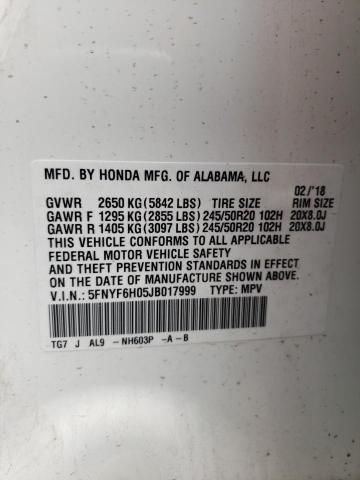 MFD. BY HONDA MFG. OF ALABAMA, LLC
02/'18
GVWR 2650 KG(5842 LBS) TIRE SIZE RIM SIZE
GAWR F 1295 KG(2855 LBS) 245/50R20 102H 20X8.0J
GAWR R 1405 KG(3097 LBS) 245/50R20 102H 20X8.0J
THIS VEHICLE CONFORMS TO ALL APPLICABLE
FEDERAL MOTOR VEHICLE SAFETY STANDARDS IN EFFECT
ON THE DATE OF MANUFACTURE SHOWN ABOVE.
V.I.N.: 5FNYF6H05JB017999 TYPE: MPV
TG7 J AL9 -NH603P -A-B